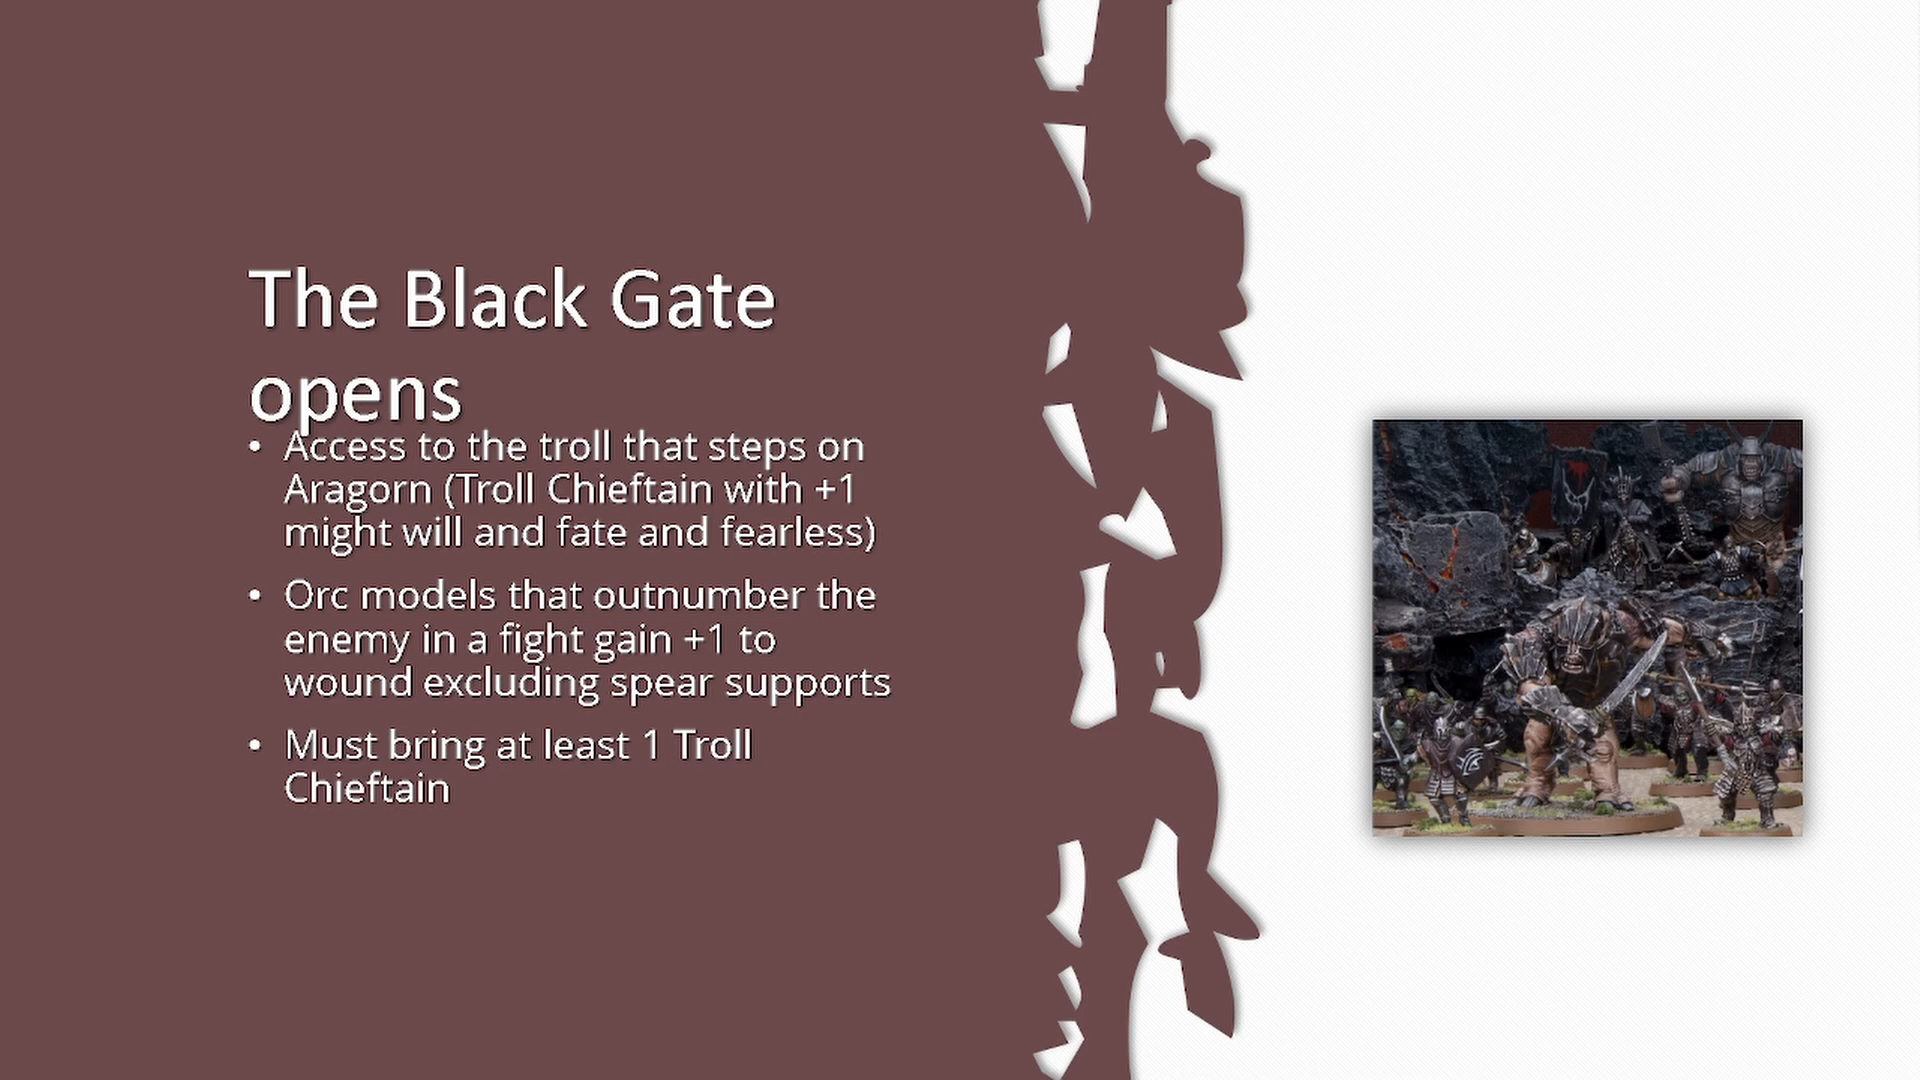 The Black Gate
opens
• Access to the troll that steps on
Aragorn (Troll Chieftain with +1
might will and fate and fearless)
• Orc models that outnumber the
enemy in a fight gain +1 to
wound excluding spear supports
• Must bring at least 1 Troll
Chieftain